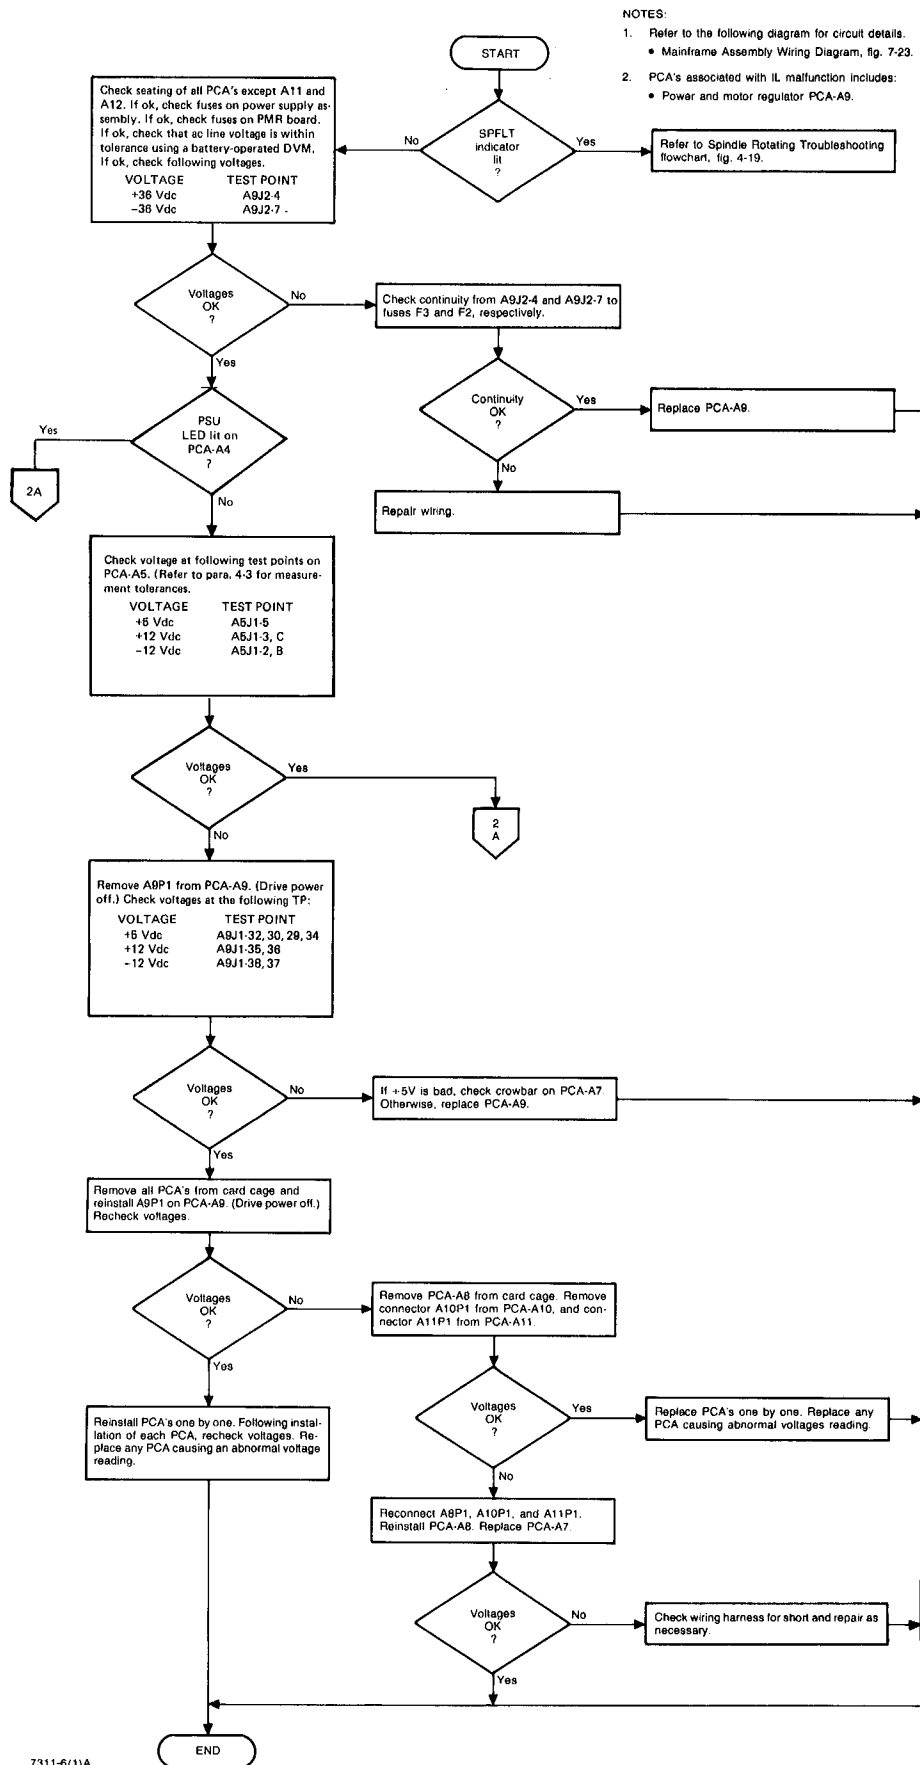 NOTES:
1. Refer to the following diagram for circuit details.
• Mainframe Assembly Wiring Diagram, fig. 7-23.
2. PCA's associated with IL malfunction includes:
• Power and motor regulator PCA-A9.
START
SPFLT
indicator
lit
?
No
Yes
Refer to Spindle Rotating Troubleshooting
flowchart, fig. 4-19.
Check seating of all PCA's except A11 and
A12. If ok, check fuses on power supply as-
sembly. If ok, check fuses on PMR board.
If ok, check that ac line voltage is within
tolerance using a battery-operated DVM.
If ok, check following voltages.
VOLTAGE TEST POINT
+36 Vdc A9J2-4
-36 Vdc A9J2-7
Voltages
OK
?
No
Yes
Check continuity from A9J2-4 and A9J2-7 to
fuses F3 and F2, respectively.
Continuity
OK
?
Yes
No
Replace PCA-A9.
Repair wiring.
PSU
LED lit on
PCA-A4
?
Yes
No
2A
Check voltage at following test points on
PCA-A5. (Refer to para. 4-3 for measure-
ment tolerances.
VOLTAGE TEST POINT
+5 Vdc A5J1-5
+12 Vdc A5J1-3, C
-12 Vdc A5J1-2, B
Voltages
OK
?
Yes
No
2
A
Remove A9P1 from PCA-A9. (Drive power
off.) Check voltages at the following TP:
VOLTAGE TEST POINT
+5 Vdc A9J1-32, 30, 29, 34
+12 Vdc A9J1-35, 36
-12 Vdc A9J1-38, 37
Voltages
OK
?
No
Yes
If +5V is bad, check crowbar on PCA-A7.
Otherwise, replace PCA-A9.
Remove all PCA's from card cage and
reinstall A9P1 on PCA-A9. (Drive power off.)
Recheck voltages.
Voltages
OK
?
No
Yes
Remove PCA-A8 from card cage. Remove
connector A10P1 from PCA-A10, and con-
nector A11P1 from PCA-A11.
Voltages
OK
?
Yes
No
Replace PCA's one by one. Replace any
PCA causing abnormal voltages reading.
Reinstall PCA's one by one. Following instal-
lation of each PCA, recheck voltages. Re-
place any PCA causing an abnormal voltage
reading.
Reconnect A8P1, A10P1, and A11P1.
Reinstall PCA-A8. Replace PCA-A7.
Voltages
OK
?
No
Yes
Check wiring harness for short and repair as
necessary.
END
7311-6(1)A